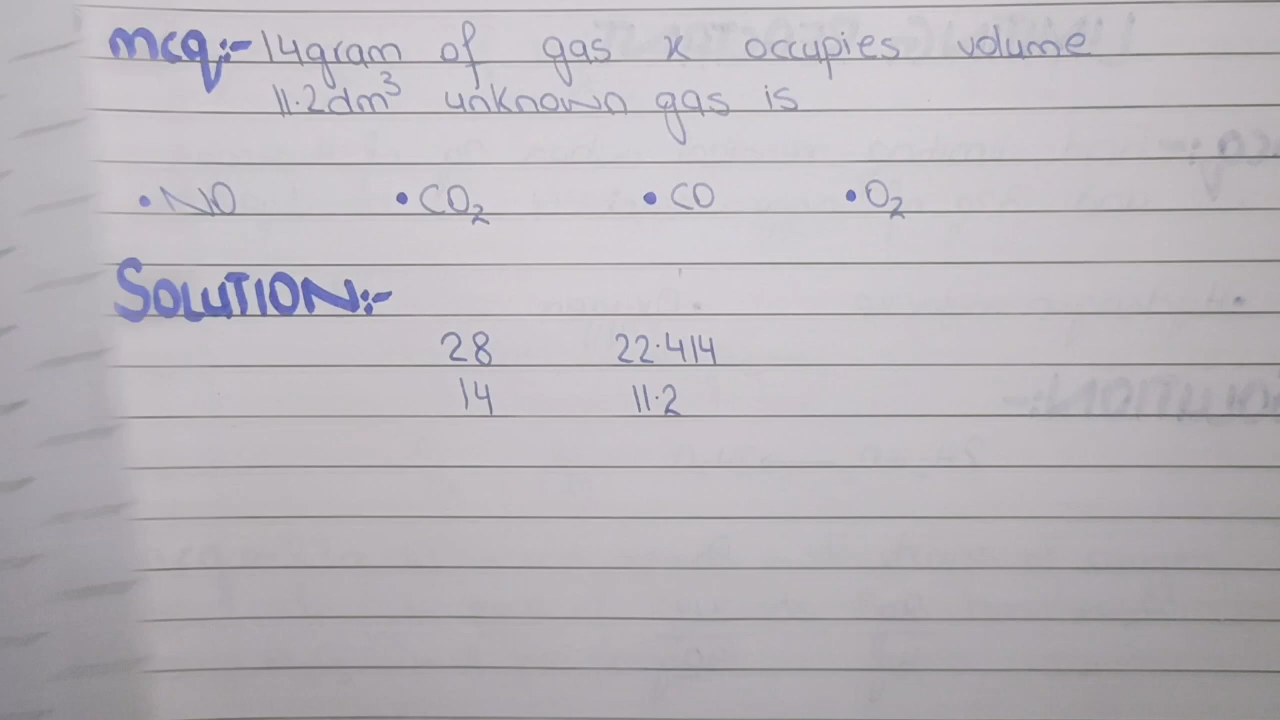 mcq:- 14gram of gas x occupies volume
11.2dm³ unknown gas is
• NO • CO₂ • CO • O₂
SOLUTION:-
28 22.414
14 11.2